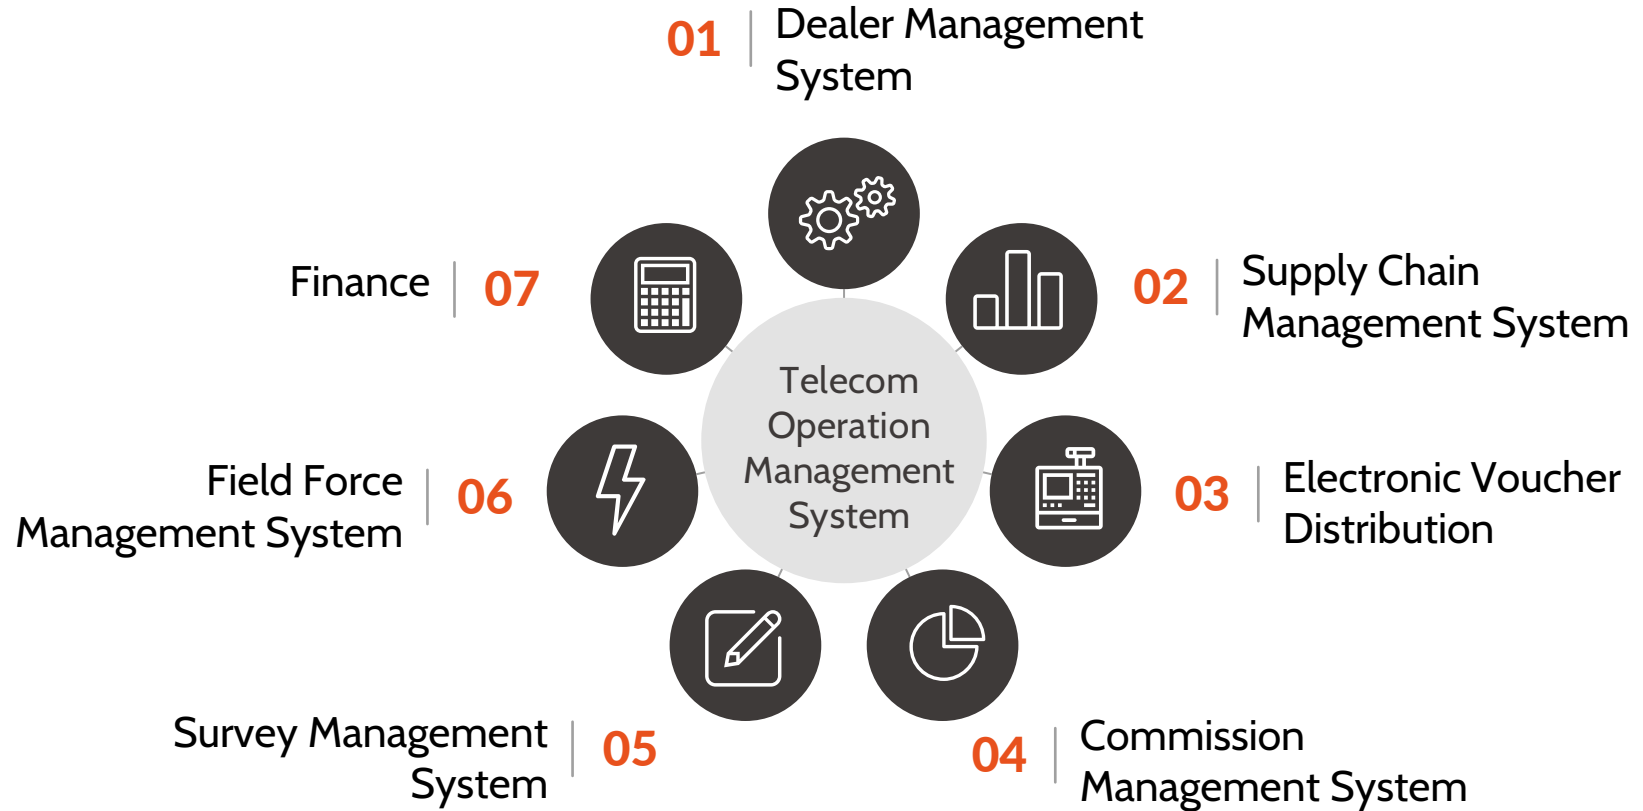 01
Dealer Management
System
02
Supply Chain
Management System
03
Electronic Voucher
Distribution
04
Commission
Management System
05
Survey Management
System
06
Field Force
Management System
07
Finance
Telecom
Operation
Management
System